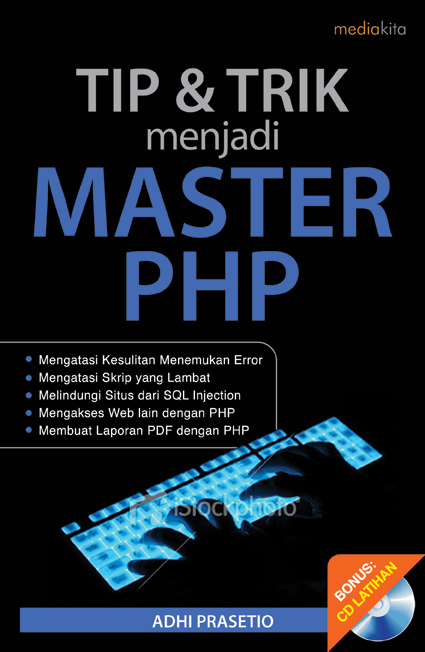 mediakita
TIP & TRIK
menjadi
MASTER
PHP
Mengatasi Kesulitan Menemukan Error
Mengatasi Skrip yang Lambat
Melindungi Situs dari SQL Injection
Mengakses Web lain dengan PHP
Membuat Laporan PDF dengan PHP
iStockphoto
BONUS:
CD LATIHAN
ADHI PRASETIO